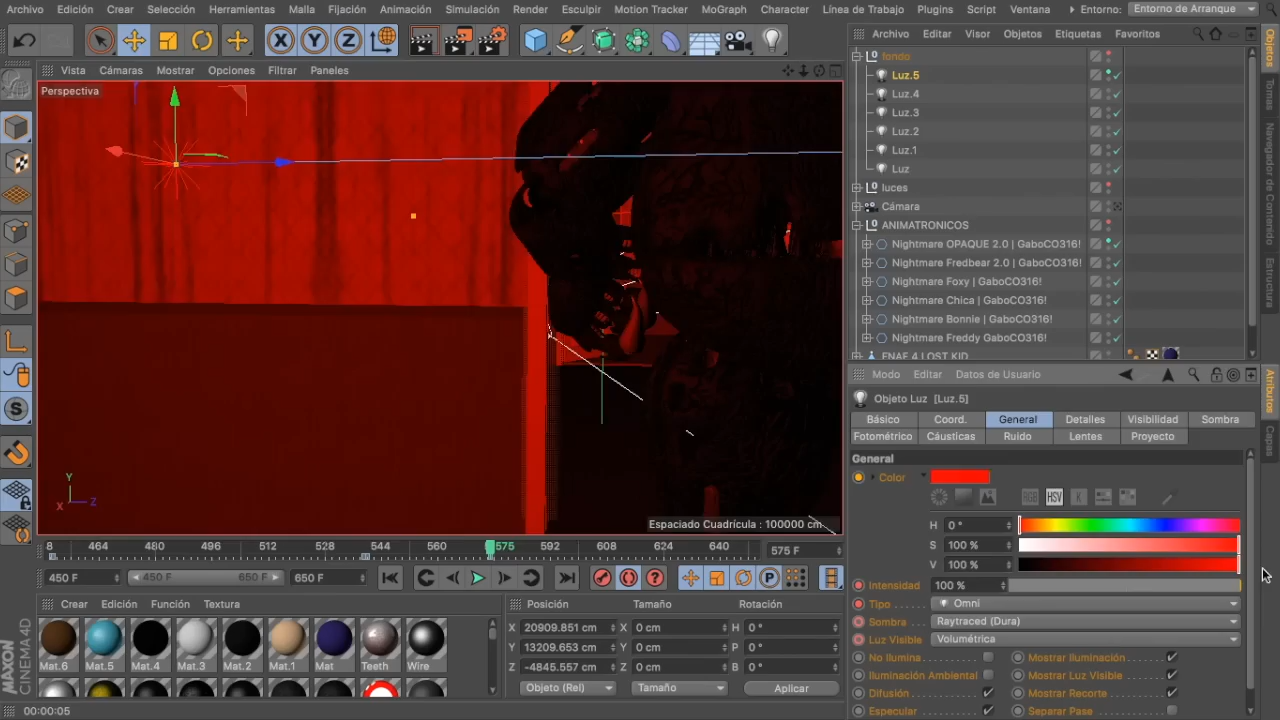 Archivo Edición Crear Selección Herramientas Malla Fijación Animación Simulación Render Esculpir Motion Tracker MoGraph Character Línea de Trabajo Plugins Script Ventana Entorno: Entorno de Arranque
X Y Z
Archivo Editar Visor Objetos Etiquetas Favoritos
Vista Cámaras Mostrar Opciones Filtrar Paneles
Perspectiva
fondo
Luz.5
Luz.4
Luz.3
Luz.2
Luz.1
Luz
luces
Cámara
ANIMATRONICOS
Nightmare OPAQUE 2.0 | GaboCO316!
Nightmare Fredbear 2.0 | GaboCO316!
Nightmare Foxy | GaboCO316!
Nightmare Chica | GaboCO316!
Nightmare Bonnie | GaboCO316!
Nightmare Freddy | GaboCO316!
FNAF 4 LOST KID
Objetos
Tomas
Navegador de Contenido
Estructura
Modo Editar Datos de Usuario
Objeto Luz [Luz.5]
Básico Coord. General Detalles Visibilidad Sombra
Fotométrico Cáusticas Ruido Lentes Proyecto
Atributos
Capas
General
Color
RGB HSV K
H 0 °
S 100 %
V 100 %
Intensidad 100 %
Tipo Omni
Sombra Raytraced (Dura)
Luz Visible Volumétrica
No Ilumina Mostrar Iluminación
Iluminación Ambiental Mostrar Luz Visible
Difusión Mostrar Recorte
Especular Separar Pase
Y
X Z
Espaciado Cuadrícula : 100000 cm
8 464 480 496 512 528 544 560 575 592 608 624 640 575 F
450 F 450 F 650 F 650 F
P
Crear Edición Función Textura
Mat.6 Mat.5 Mat.4 Mat.3 Mat.2 Mat.1 Mat Teeth Wire
Posición Tamaño Rotación
X 20909.851 cm X 0 cm H 0 °
Y 13209.653 cm Y 0 cm P 0 °
Z -4845.557 cm Z 0 cm B 0 °
Objeto (Rel) Tamaño Aplicar
MAXON
CINEMA 4D
00:00:05